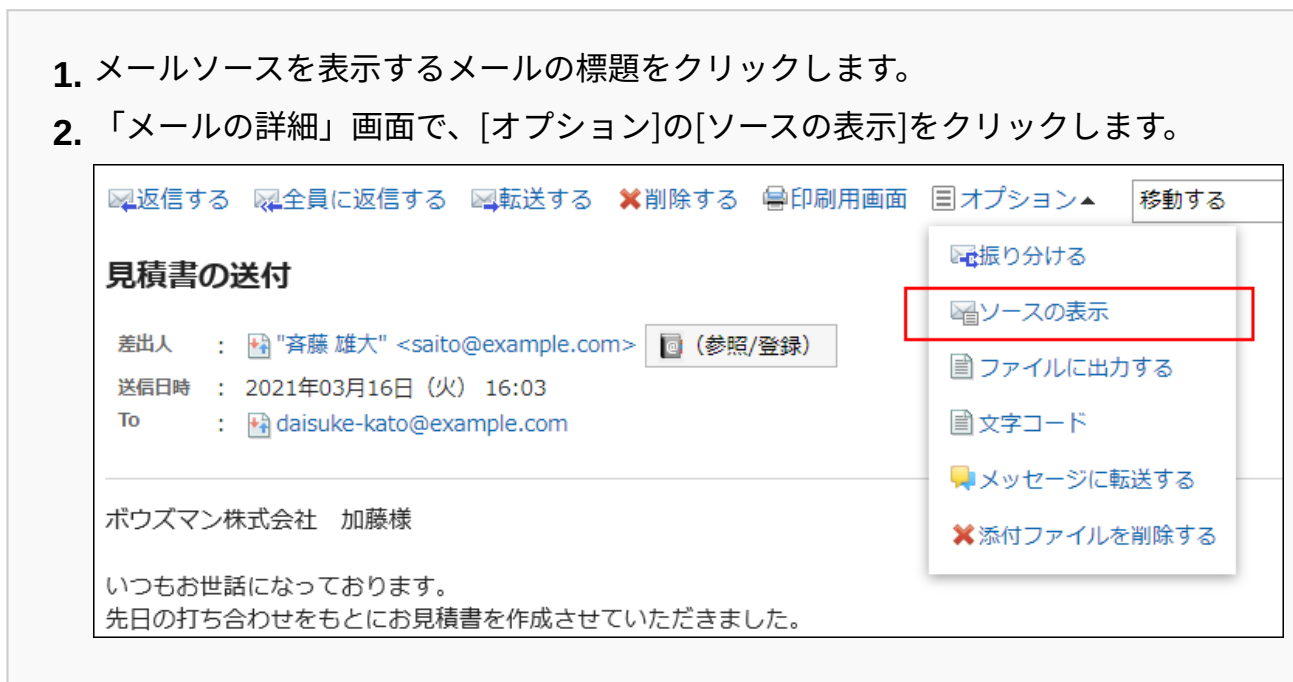 1. メールソースを表示するメールの標題をクリックします。
2. 「メールの詳細」画面で、[オプション]の[ソースの表示]をクリックします。
返信する 全員に返信する 転送する 削除する 印刷用画面 オプション▲ 移動する
振り分ける
見積書の送付
ソースの表示
差出人 : "斉藤 雄大" <saito@example.com> (参照/登録)
ファイルに出力する
送信日時 : 2021年03月16日（火） 16:03
To : daisuke-kato@example.com
文字コード
メッセージに転送する
ボウズマン株式会社　加藤様
添付ファイルを削除する
いつもお世話になっております。
先日の打ち合わせをもとにお見積書を作成させていただきました。